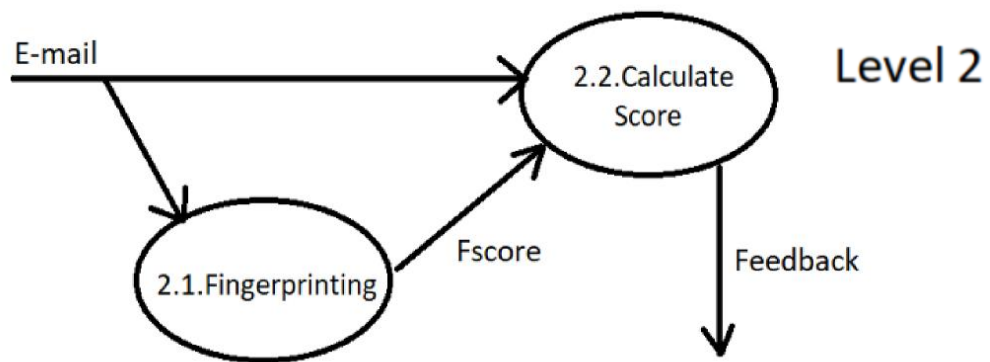 E-mail
2.2.Calculate
Score
Level 2
2.1.Fingerprinting
Fscore
Feedback